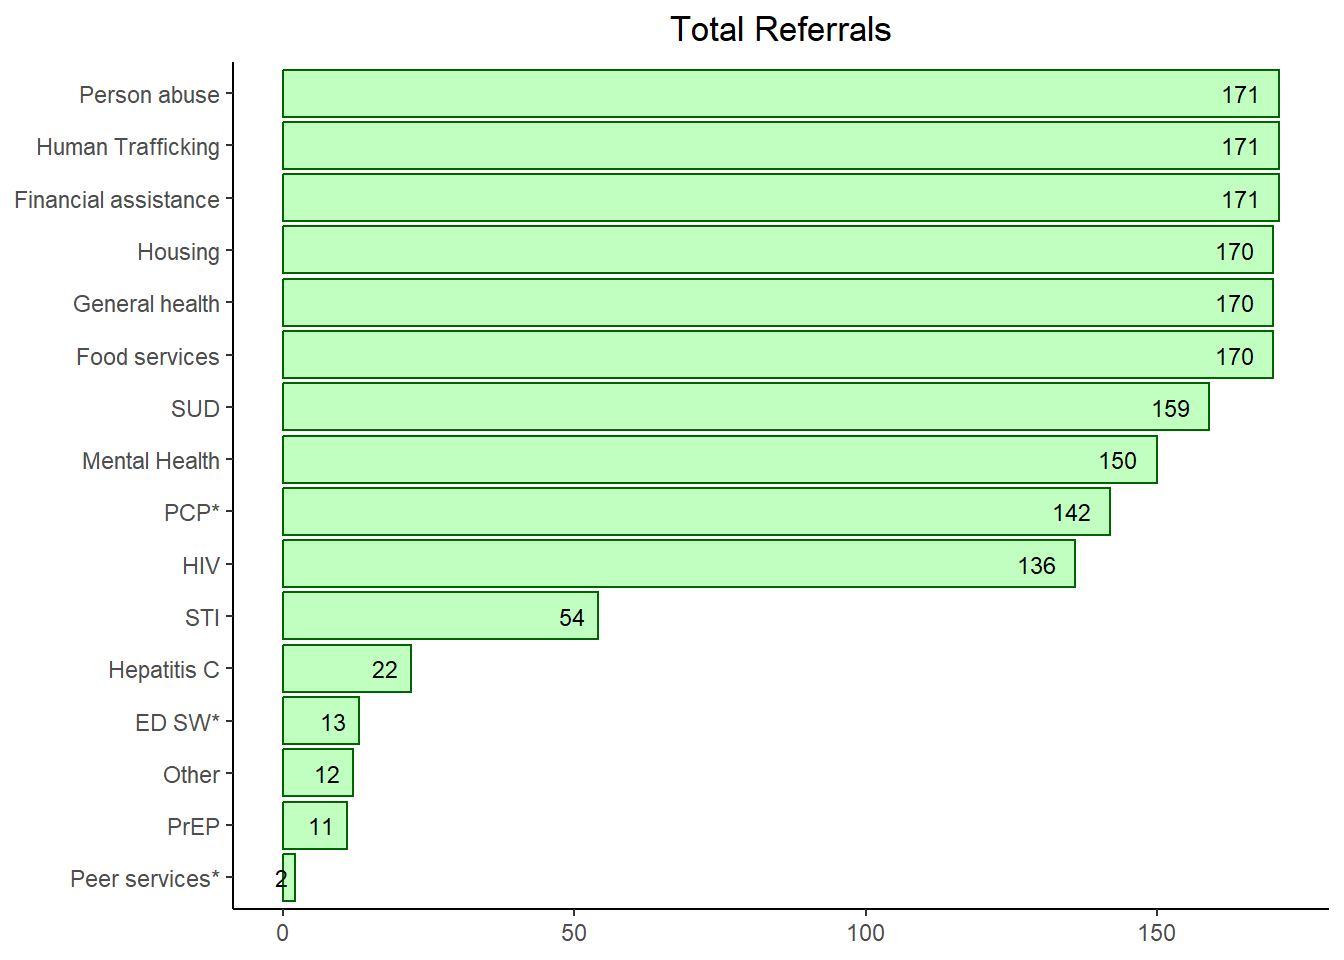 Total Referrals
Person abuse 171
Human Trafficking 171
Financial assistance 171
Housing 170
General health 170
Food services 170
SUD 159
Mental Health 150
PCP* 142
HIV 136
STI 54
Hepatitis C 22
ED SW* 13
Other 12
PrEP 11
Peer services* 2
0 50 100 150